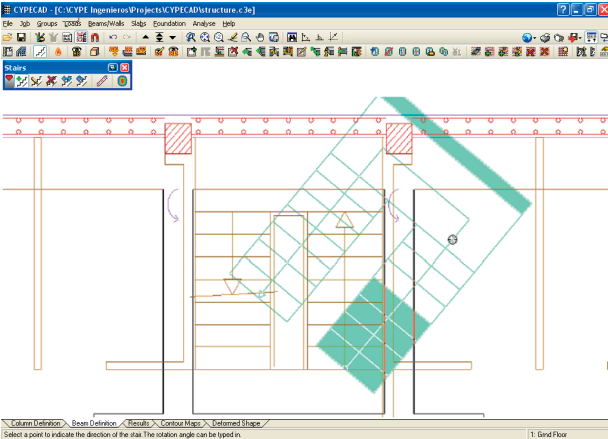 CYPECAD - [C:\CYPE Ingenieros\Projects\CYPECAD\structure.c3e]
File Job Groups Loads Beams/Walls Slabs Foundation Analyse Help
Stairs
Column Definition Beam Definition Results Contour Maps Deformed Shape
Select a point to indicate the direction of the stair. The rotation angle can be typed in. 1: Grnd Floor